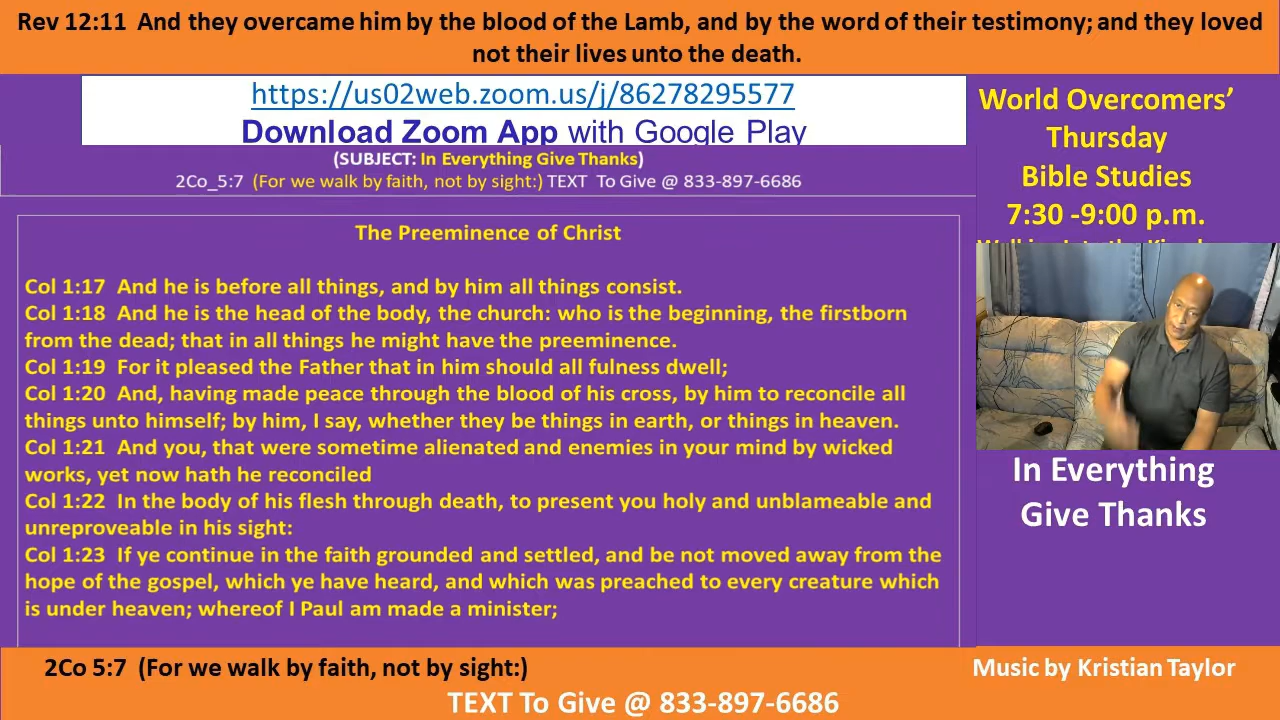 Rev 12:11  And they overcame him by the blood of the Lamb, and by the word of their testimony; and they loved
not their lives unto the death.
https://us02web.zoom.us/j/86278295577
Download Zoom App with Google Play
(SUBJECT: In Everything Give Thanks)
2Co_5:7  (For we walk by faith, not by sight:) TEXT  To Give @ 833-897-6686
The Preeminence of Christ
Col 1:17  And he is before all things, and by him all things consist.
Col 1:18  And he is the head of the body, the church: who is the beginning, the firstborn
from the dead; that in all things he might have the preeminence.
Col 1:19  For it pleased the Father that in him should all fulness dwell;
Col 1:20  And, having made peace through the blood of his cross, by him to reconcile all
things unto himself; by him, I say, whether they be things in earth, or things in heaven.
Col 1:21  And you, that were sometime alienated and enemies in your mind by wicked
works, yet now hath he reconciled
Col 1:22  In the body of his flesh through death, to present you holy and unblameable and
unreproveable in his sight:
Col 1:23  If ye continue in the faith grounded and settled, and be not moved away from the
hope of the gospel, which ye have heard, and which was preached to every creature which
is under heaven; whereof I Paul am made a minister;
World Overcomers'
Thursday
Bible Studies
7:30 -9:00 p.m.
In Everything
Give Thanks
2Co 5:7  (For we walk by faith, not by sight:)
Music by Kristian Taylor
TEXT To Give @ 833-897-6686